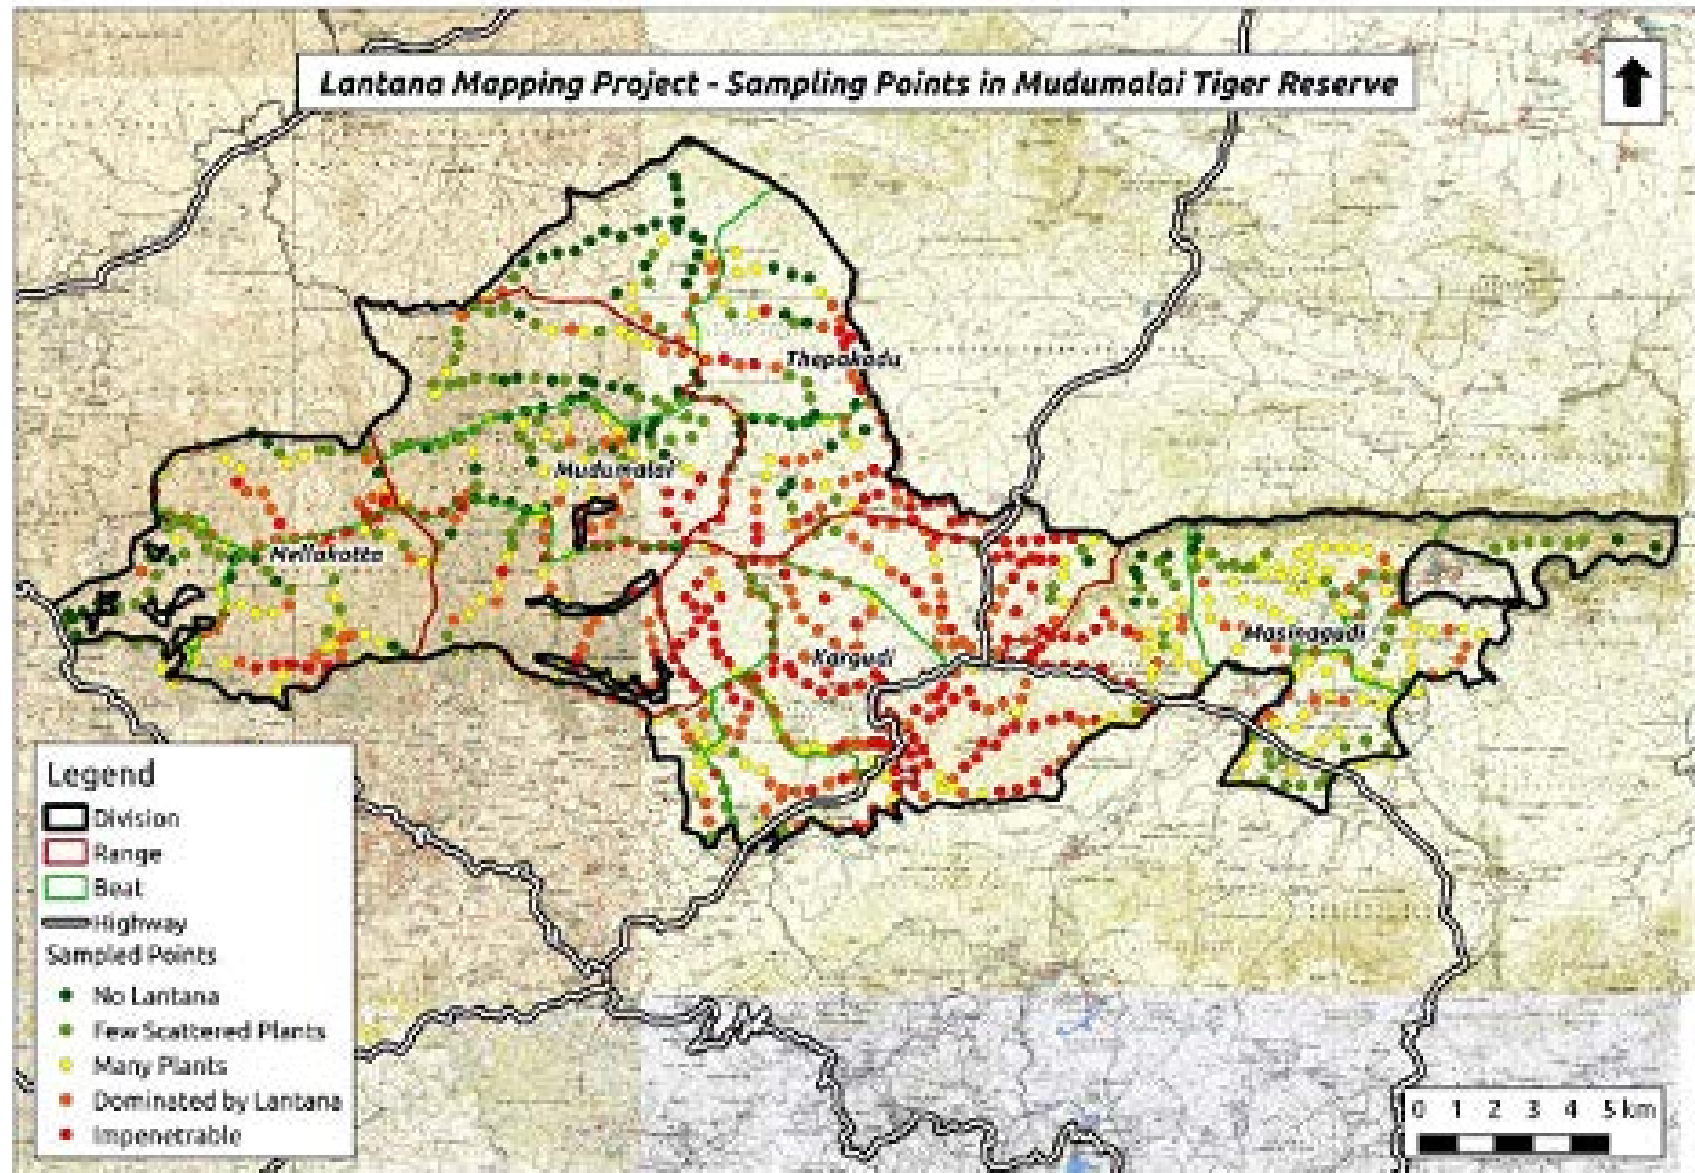 Lantana Mapping Project - Sampling Points in Mudumalai Tiger Reserve
Thepakadu
Mudumalai
Nellakotta
Masinagudi
Kargudi
Legend
Division
Range
Beat
Highway
Sampled Points
No Lantana
Few Scattered Plants
Many Plants
Dominated by Lantana
Impenetrable
0 1 2 3 4 5 km